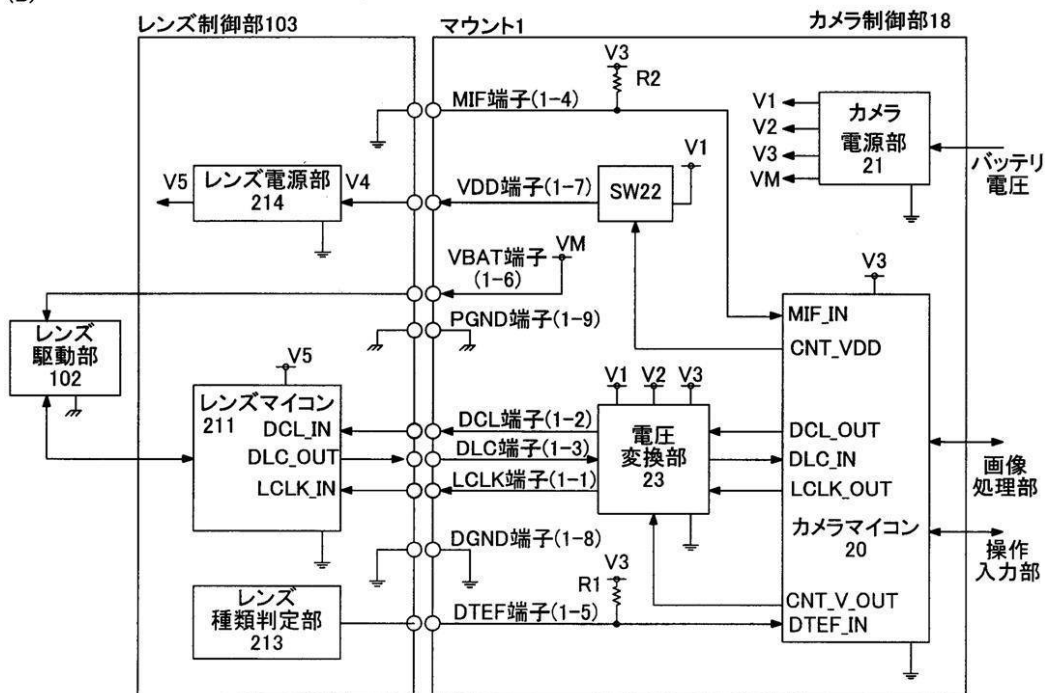 レンズ制御部103
マウント1
カメラ制御部18
V3
R2
MIF端子(1-4)
V1
V2
V3
VM
カメラ
電源部
21
バッテリ
電圧
V5
レンズ電源部
214
V4
VDD端子(1-7)
SW22
V1
VBAT端子
(1-6)
VM
V3
PGND端子(1-9)
MIF_IN
CNT_VDD
レンズ
駆動部
102
V5
レンズマイコン
211
DCL_IN
DLC_OUT
LCLK_IN
DCL端子(1-2)
DLC端子(1-3)
LCLK端子(1-1)
V1
V2
V3
電圧
変換部
23
DCL_OUT
DLC_IN
LCLK_OUT
画像
処理部
カメラマイコン
20
操作
入力部
DGND端子(1-8)
V3
R1
レンズ
種類判定部
213
DTEF端子(1-5)
CNT_V_OUT
DTEF_IN